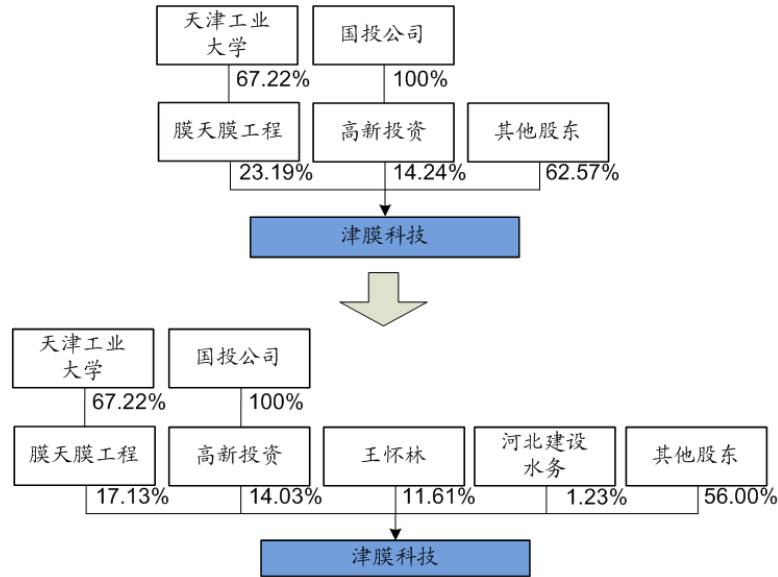 天津工业
大学
国投公司
67.22%
100%
膜天膜工程
高新投资
其他股东
23.19%
14.24%
62.57%
津膜科技
天津工业
大学
国投公司
67.22%
100%
膜天膜工程
高新投资
王怀林
河北建设
水务
其他股东
17.13%
14.03%
11.61%
1.23%
56.00%
津膜科技